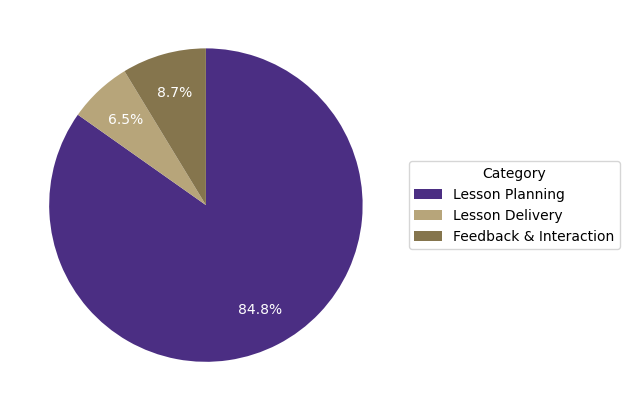 8.7%
6.5%
84.8%
Category
Lesson Planning
Lesson Delivery
Feedback & Interaction